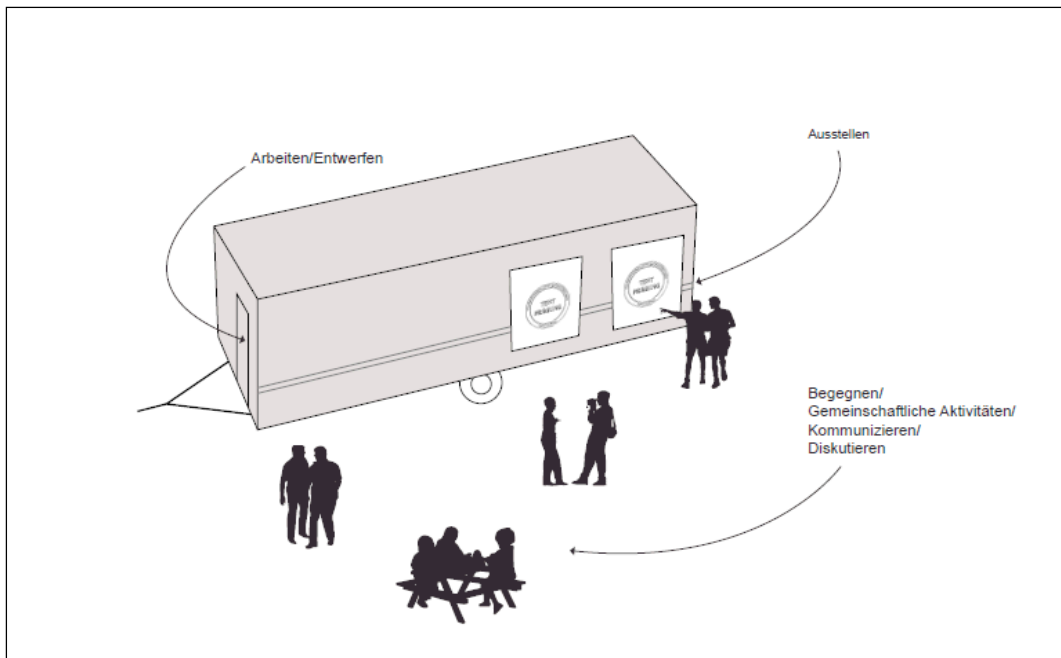 Ausstellen
Arbeiten/Entwerfen
Begegnen/
Gemeinschaftliche Aktivitäten/
Kommunizieren/
Diskutieren